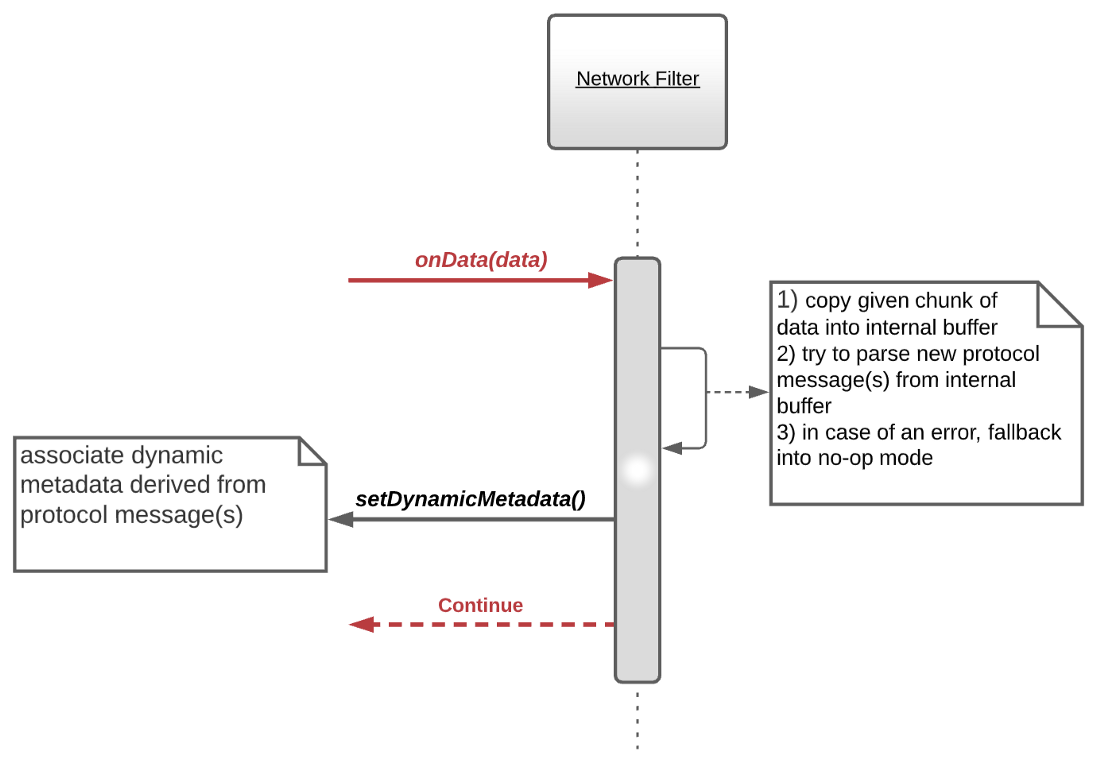 Network Filter
onData(data)
1) copy given chunk of
data into internal buffer
2) try to parse new protocol
message(s) from internal
buffer
3) in case of an error, fallback
into no-op mode
associate dynamic
metadata derived from
protocol message(s)
setDynamicMetadata()
Continue